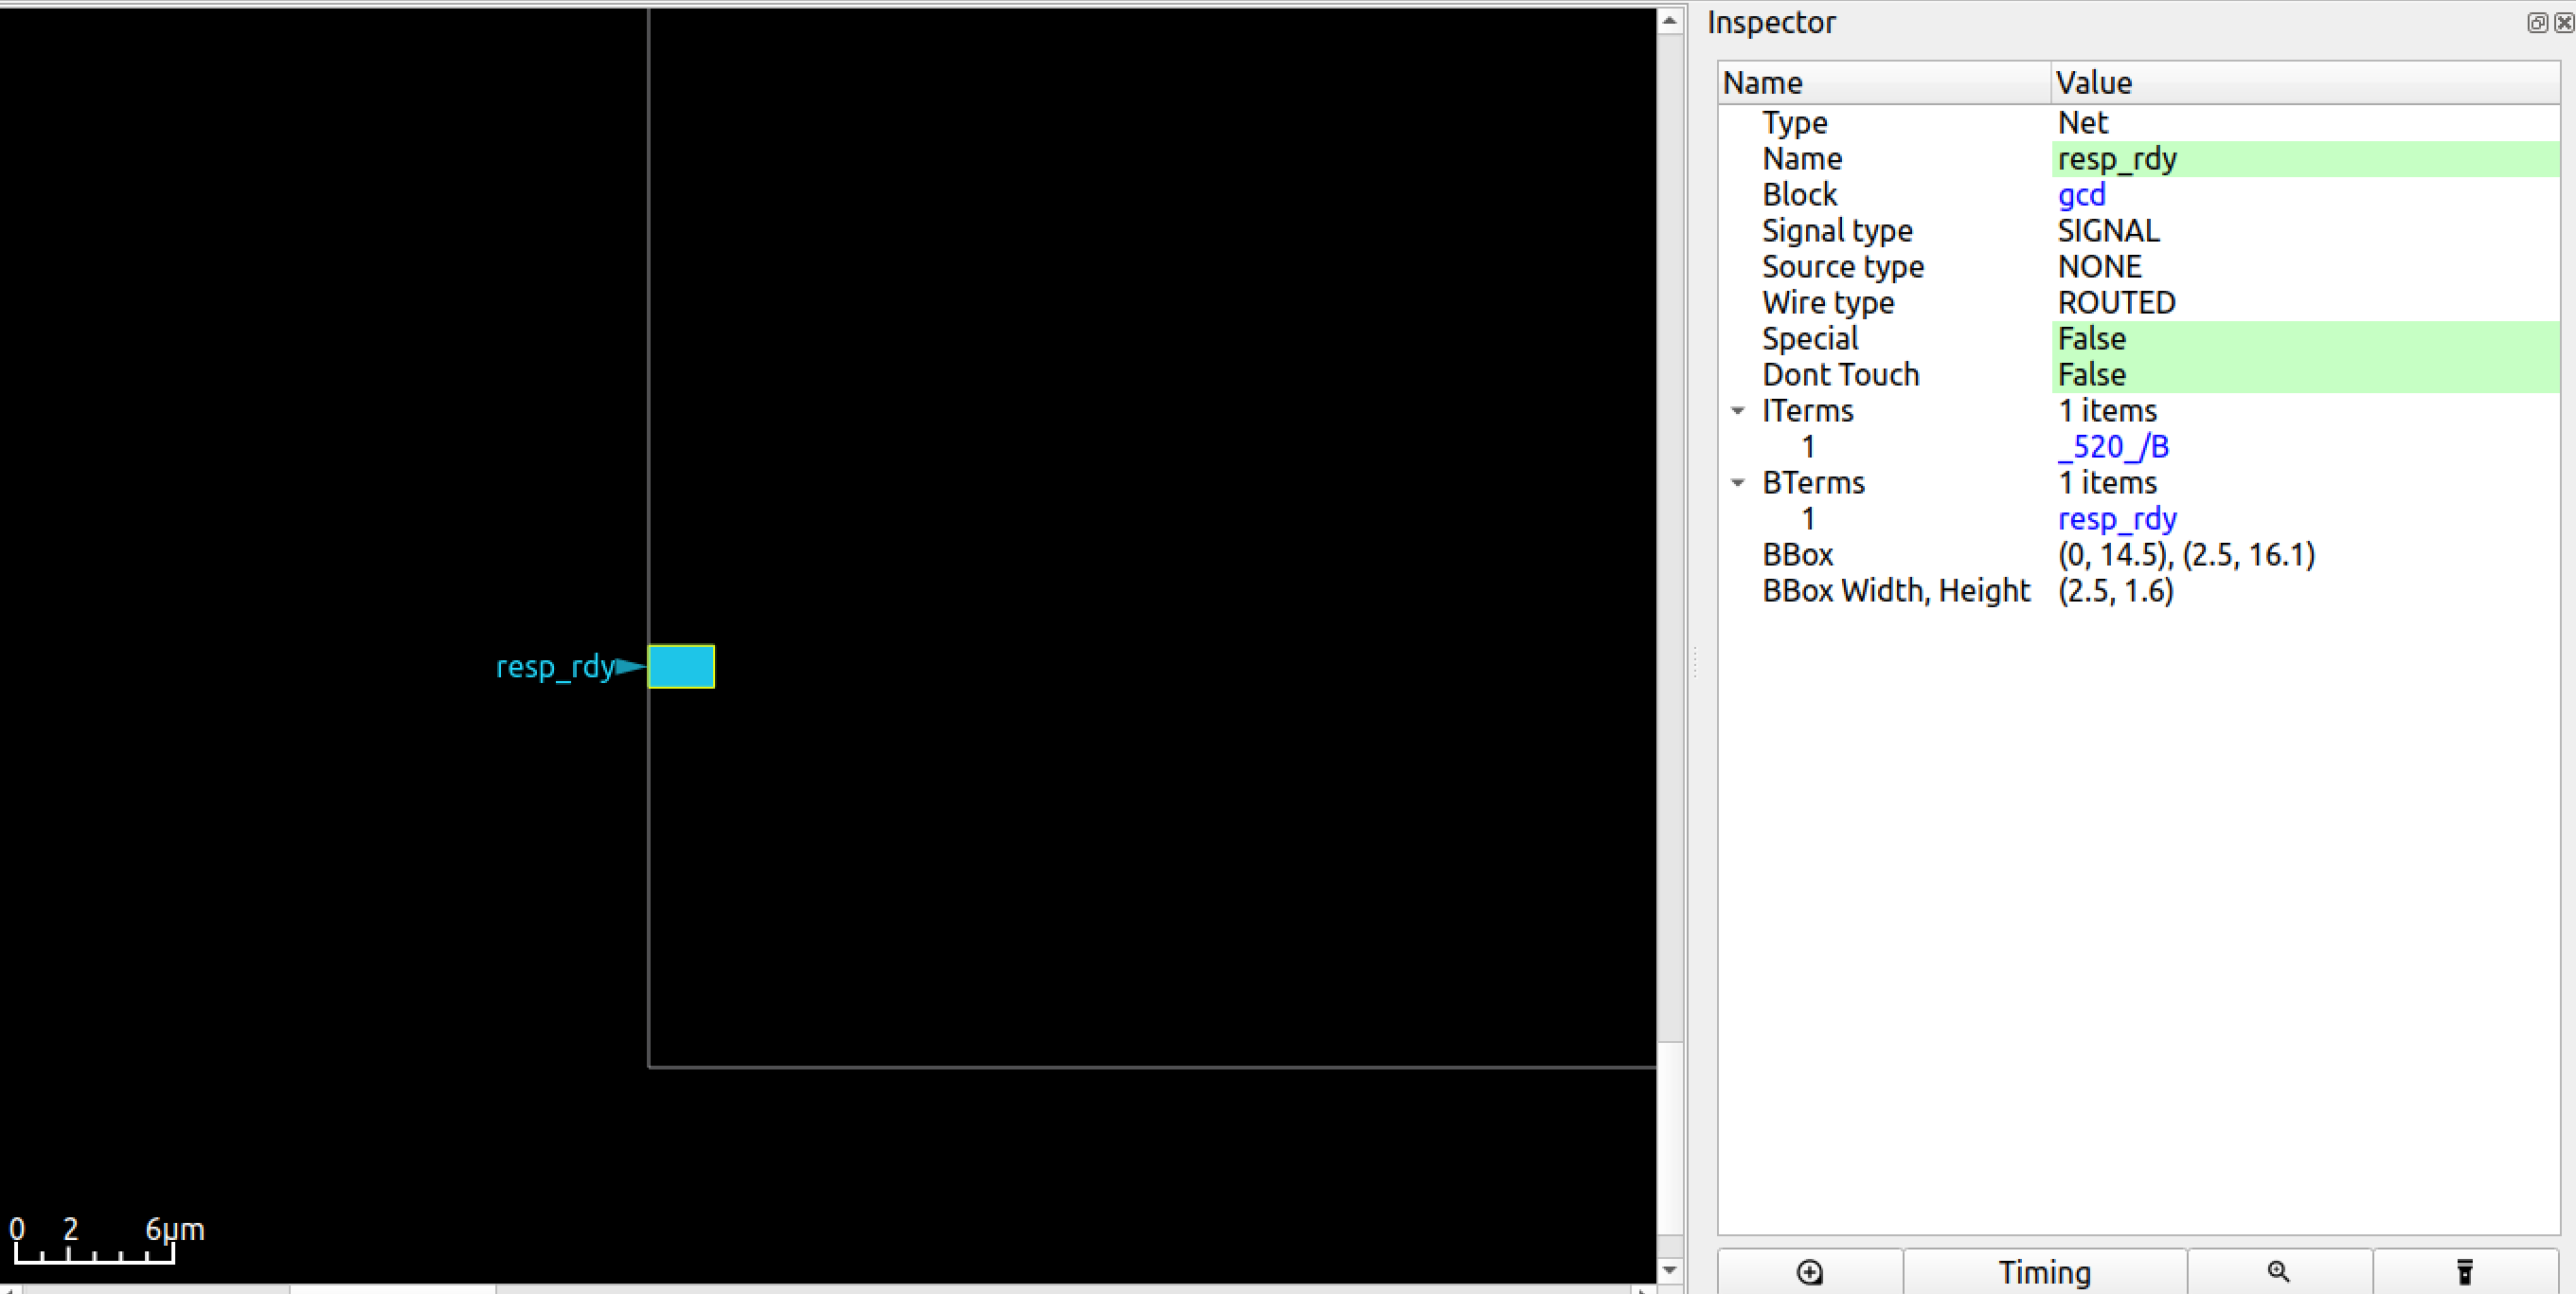 Inspector
Name Value
Type Net
Name resp_rdy
Block gcd
Signal type SIGNAL
Source type NONE
Wire type ROUTED
Special False
Dont Touch False
ITerms 1 items
1 _520_/B
BTerms 1 items
1 resp_rdy
BBox (0, 14.5), (2.5, 16.1)
BBox Width, Height (2.5, 1.6)
resp_rdy
0 2 6μm
Timing